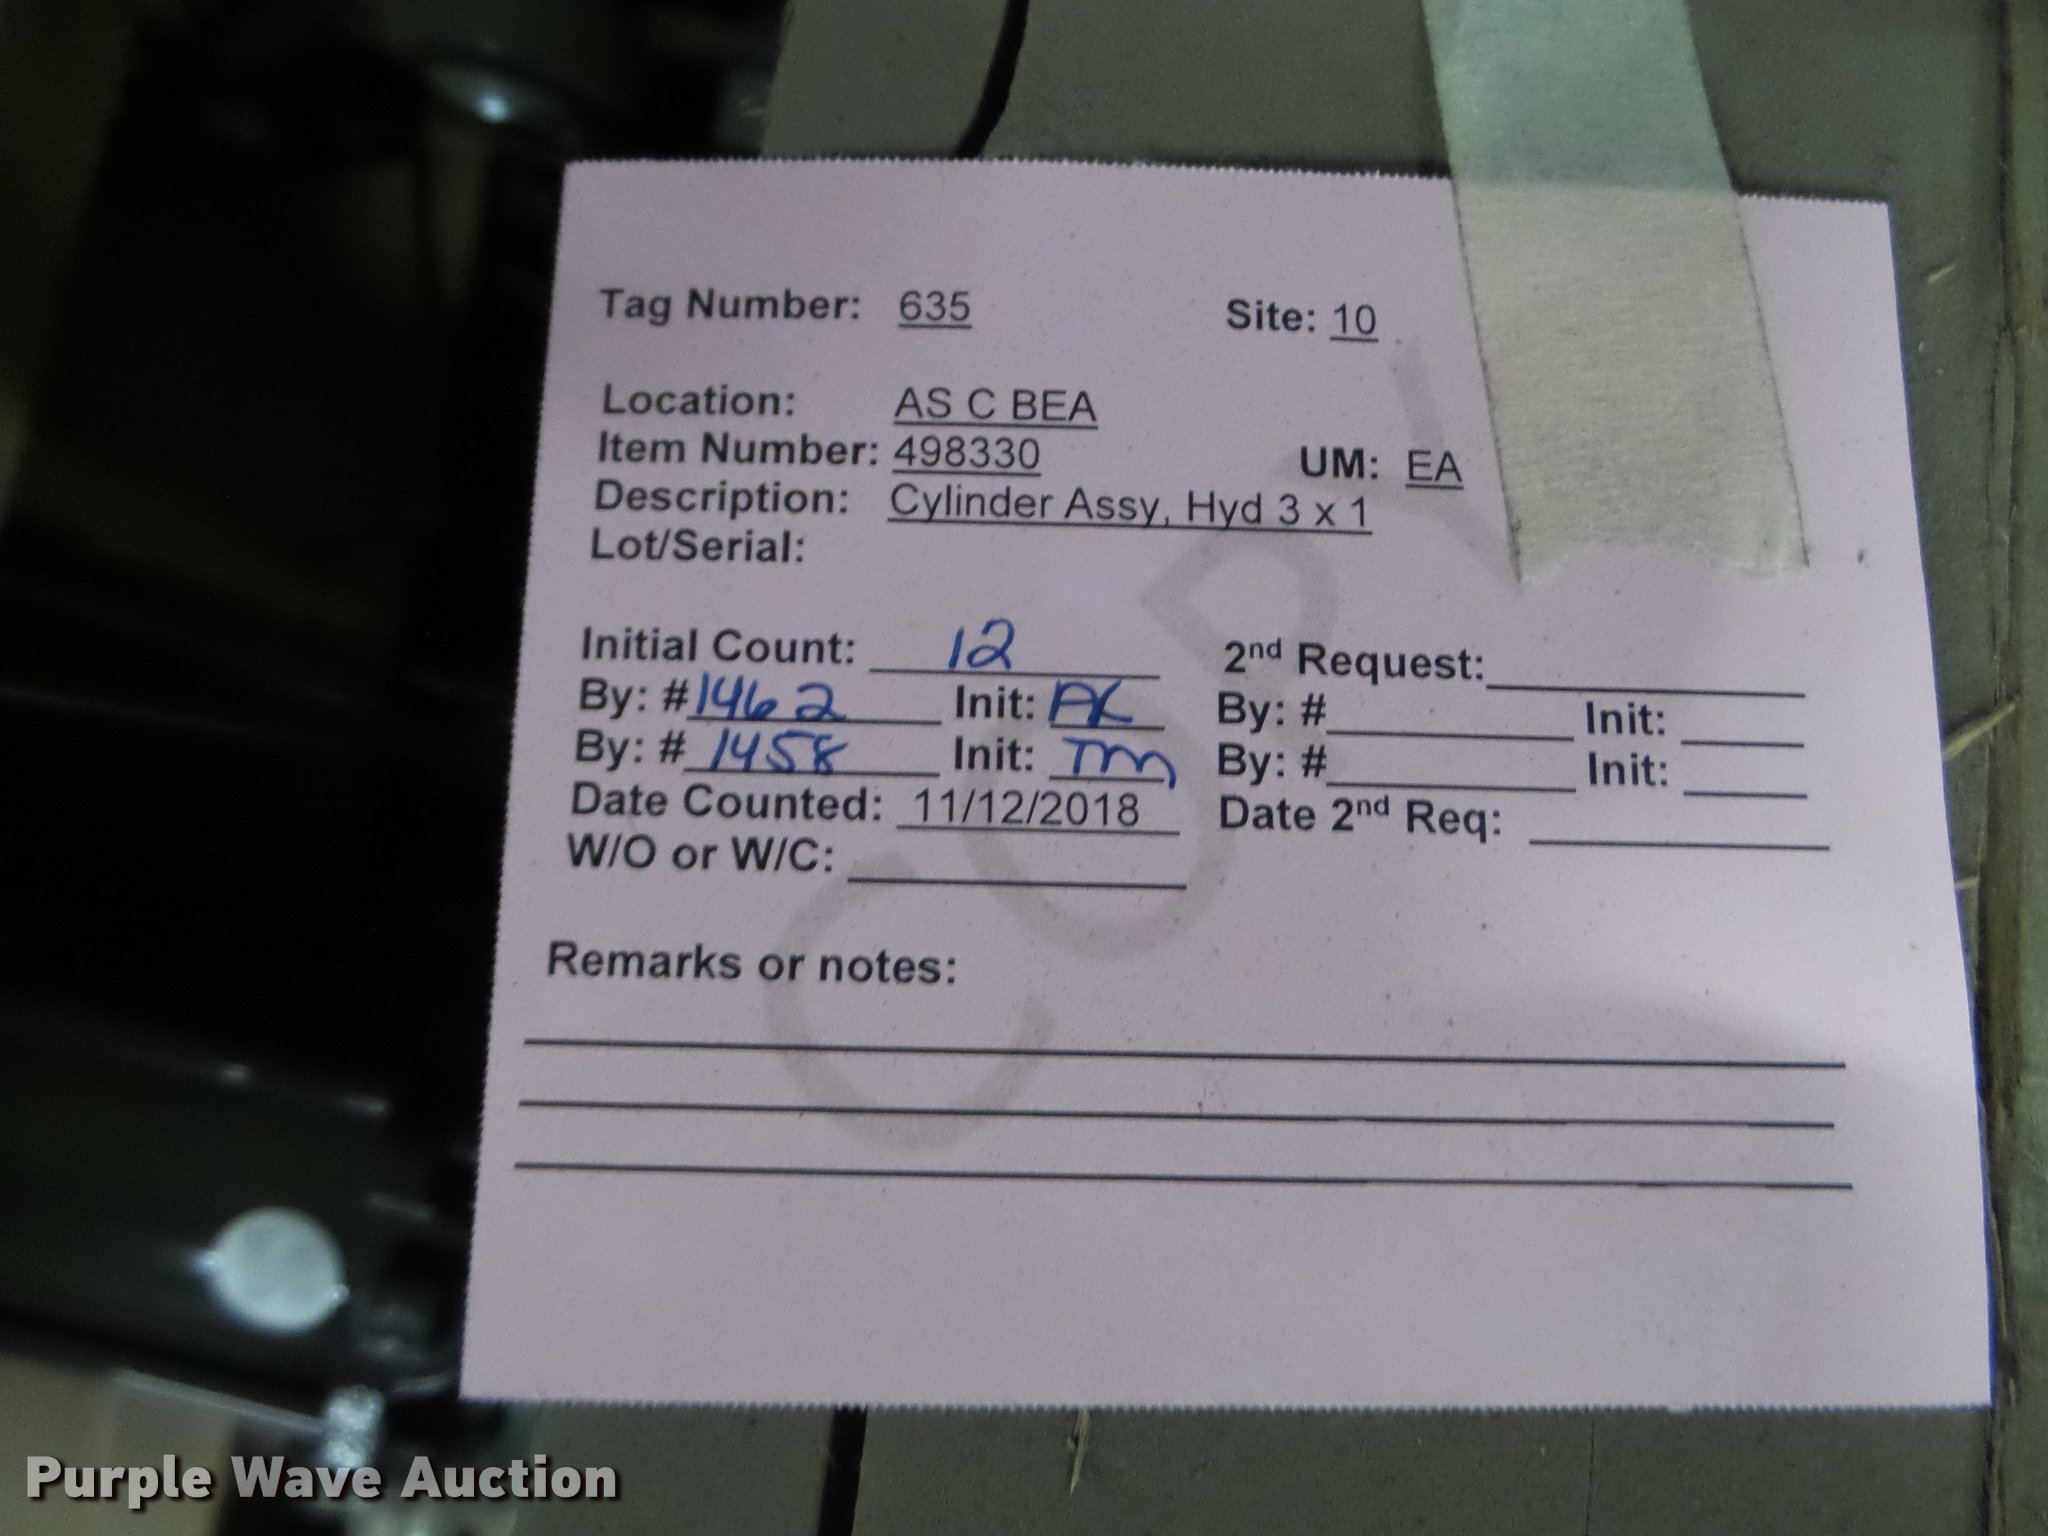 Tag Number: 635 Site: 10
Location: AS C BEA
Item Number: 498330 UM: EA
Description: Cylinder Assy, Hyd 3 x 1
Lot/Serial:
Initial Count: 12 2nd Request:
By: #1462 Init: AK By: # Init:
By: # 1458 Init: TM By: # Init:
Date Counted: 11/12/2018 Date 2nd Req:
W/O or W/C:
COPY
Remarks or notes:
Purple Wave Auction